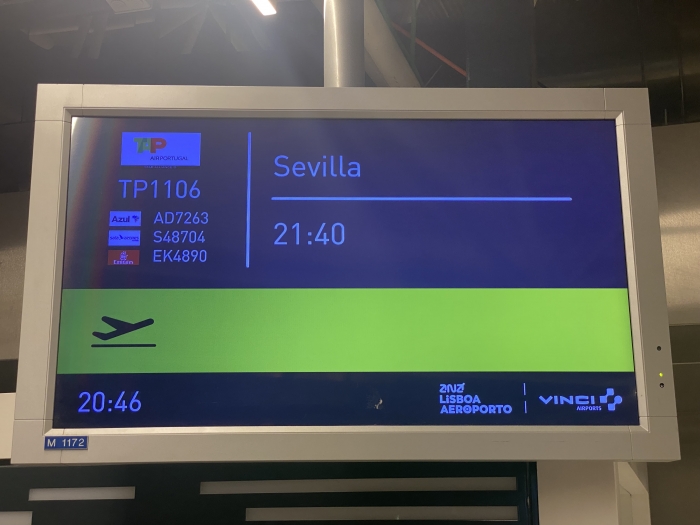 TP
AIR PORTUGAL
TP1106
Azul AD7263
S48704
Emirates EK4890
Sevilla
21:40
20:46
ana
LISBOA
AEROPORTO
VINCI
AIRPORTS
M 1172